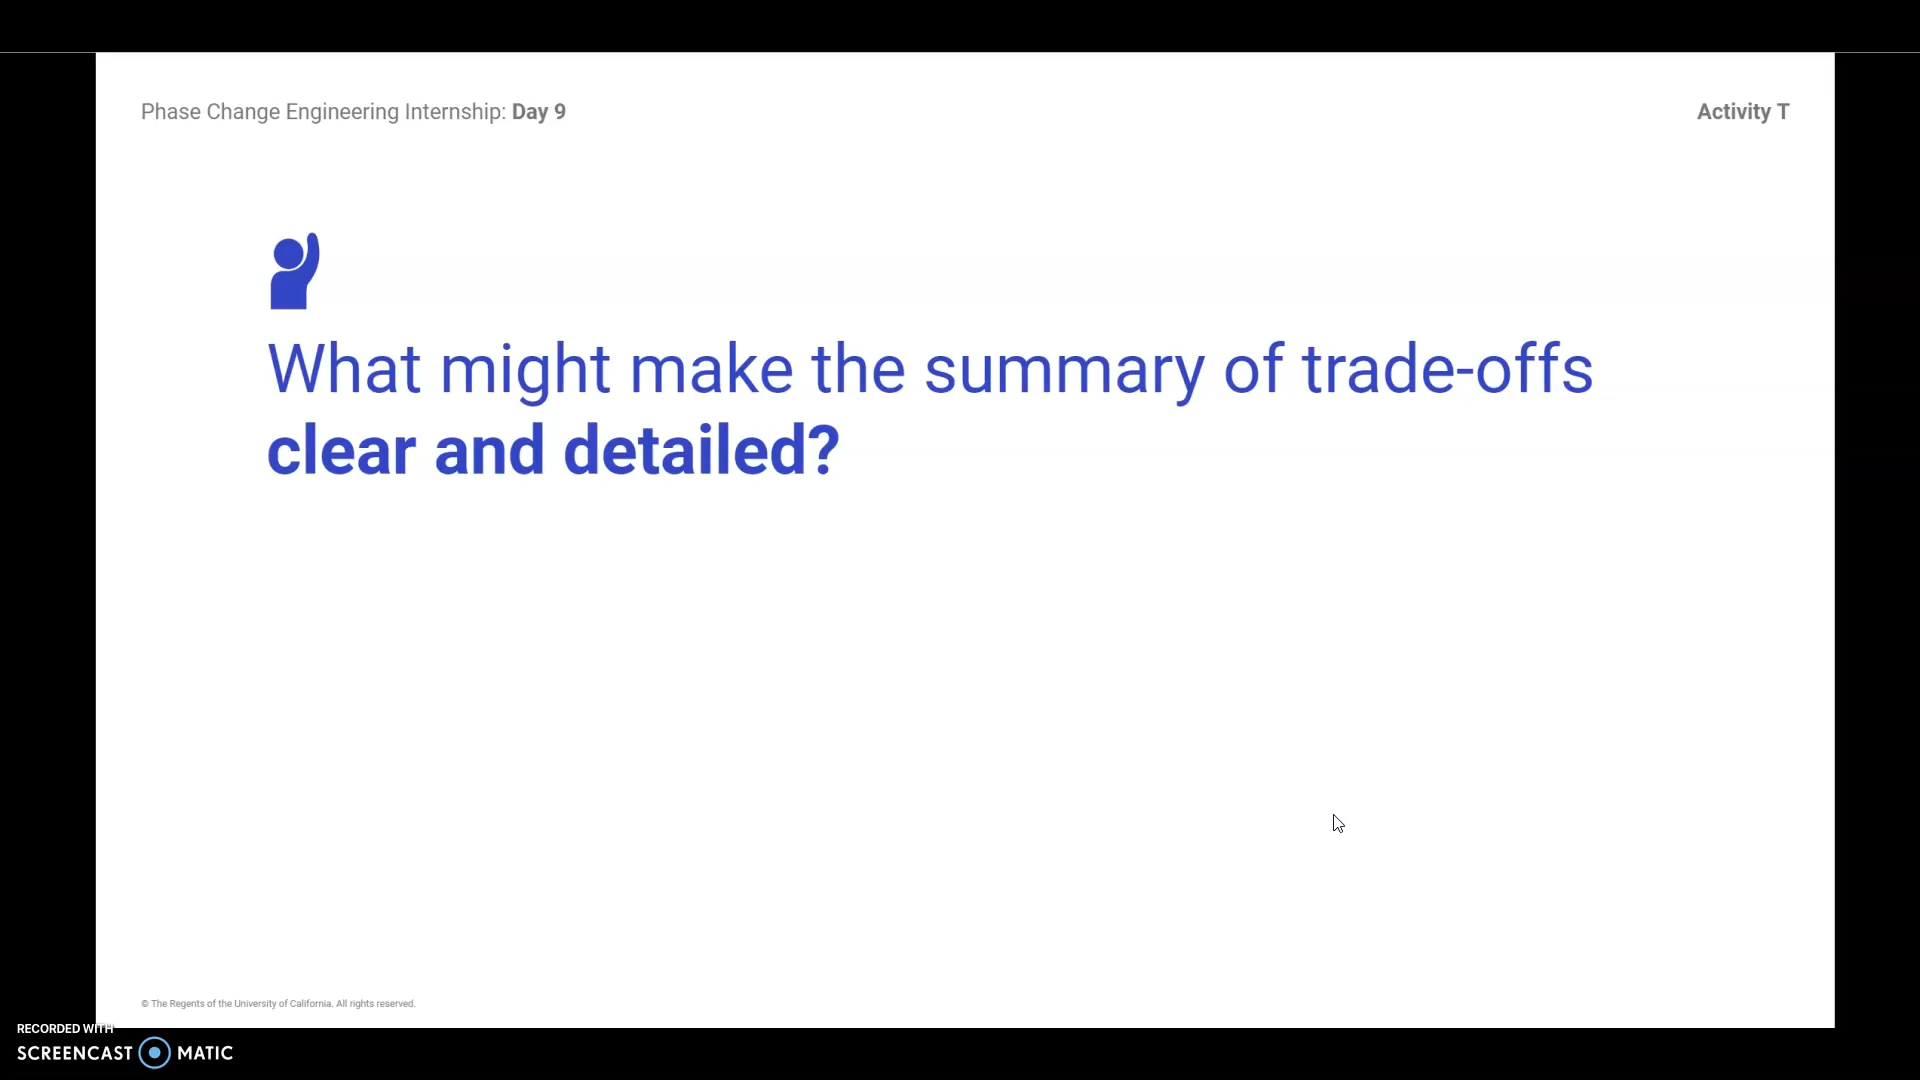 Phase Change Engineering Internship: Day 9
Activity T
What might make the summary of trade-offs
clear and detailed?
© The Regents of the University of California. All rights reserved.
RECORDED WITH
SCREENCAST MATIC